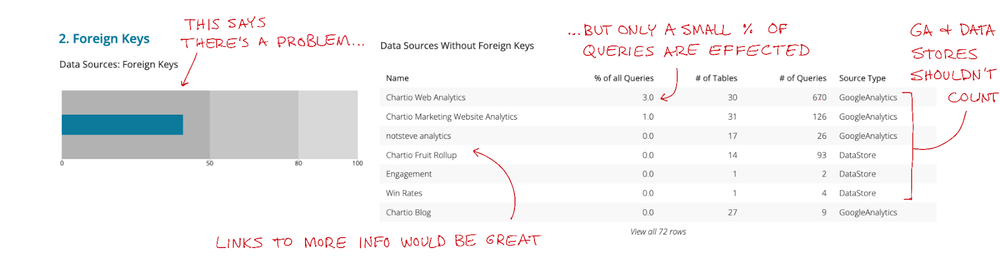 THIS SAYS
THERE'S A PROBLEM...
2. Foreign Keys
Data Sources: Foreign Keys
0 50 80 100
...BUT ONLY A SMALL % OF
QUERIES ARE EFFECTED
GA & DATA
STORES
SHOULDN'T
COUNT
Data Sources Without Foreign Keys
Name % of all Queries # of Tables # of Queries Source Type
Chartio Web Analytics 3.0 30 670 GoogleAnalytics
Chartio Marketing Website Analytics 1.0 31 126 GoogleAnalytics
notsteve analytics 0.0 17 26 GoogleAnalytics
Chartio Fruit Rollup 0.0 14 93 DataStore
Engagement 0.0 1 2 DataStore
Win Rates 0.0 1 4 DataStore
Chartio Blog 0.0 27 9 GoogleAnalytics
View all 72 rows
LINKS TO MORE INFO WOULD BE GREAT